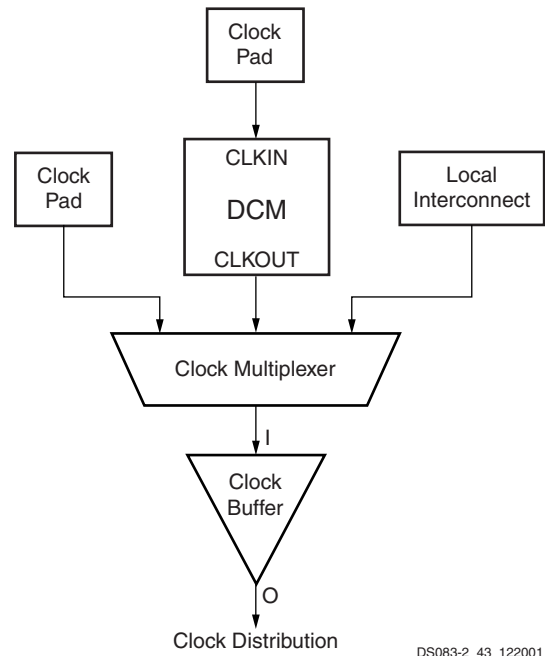 Clock
Pad
Clock
Pad
CLKIN
DCM
CLKOUT
Local
Interconnect
Clock Multiplexer
I
Clock
Buffer
O
Clock Distribution
DS083-2_43_122001